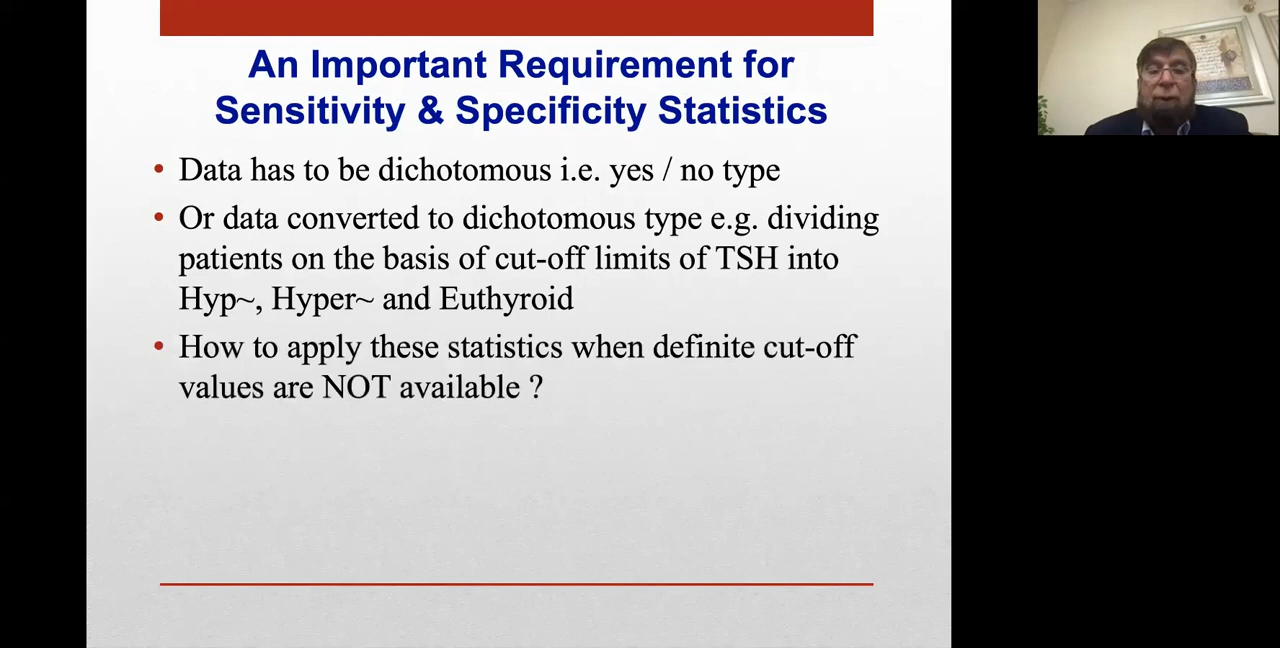 An Important Requirement for
Sensitivity & Specificity Statistics
• Data has to be dichotomous i.e. yes / no type
• Or data converted to dichotomous type e.g. dividing
patients on the basis of cut-off limits of TSH into
Hyp~, Hyper~ and Euthyroid
• How to apply these statistics when definite cut-off
values are NOT available ?